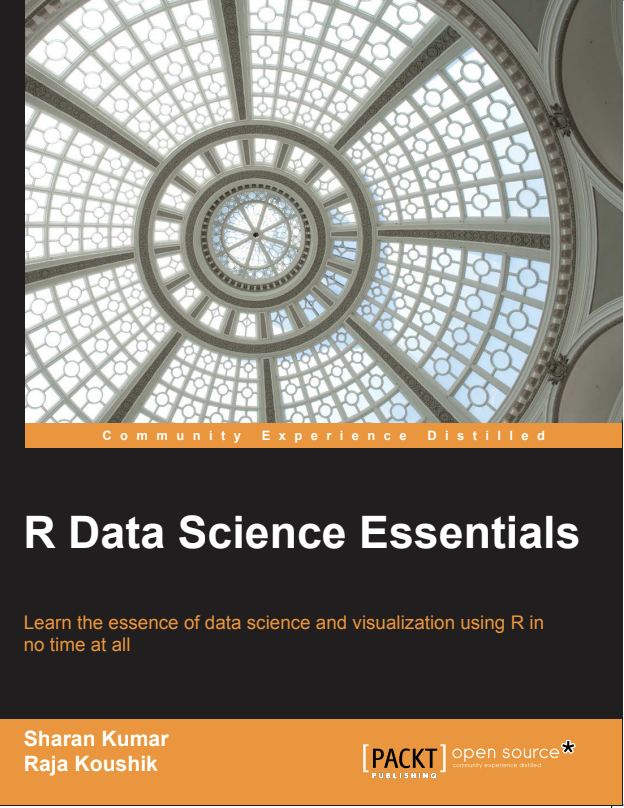 Community Experience Distilled
R Data Science Essentials
Learn the essence of data science and visualization using R in
no time at all
Sharan Kumar
Raja Koushik
[PACKT] open source*
PUBLISHING
community experience distilled